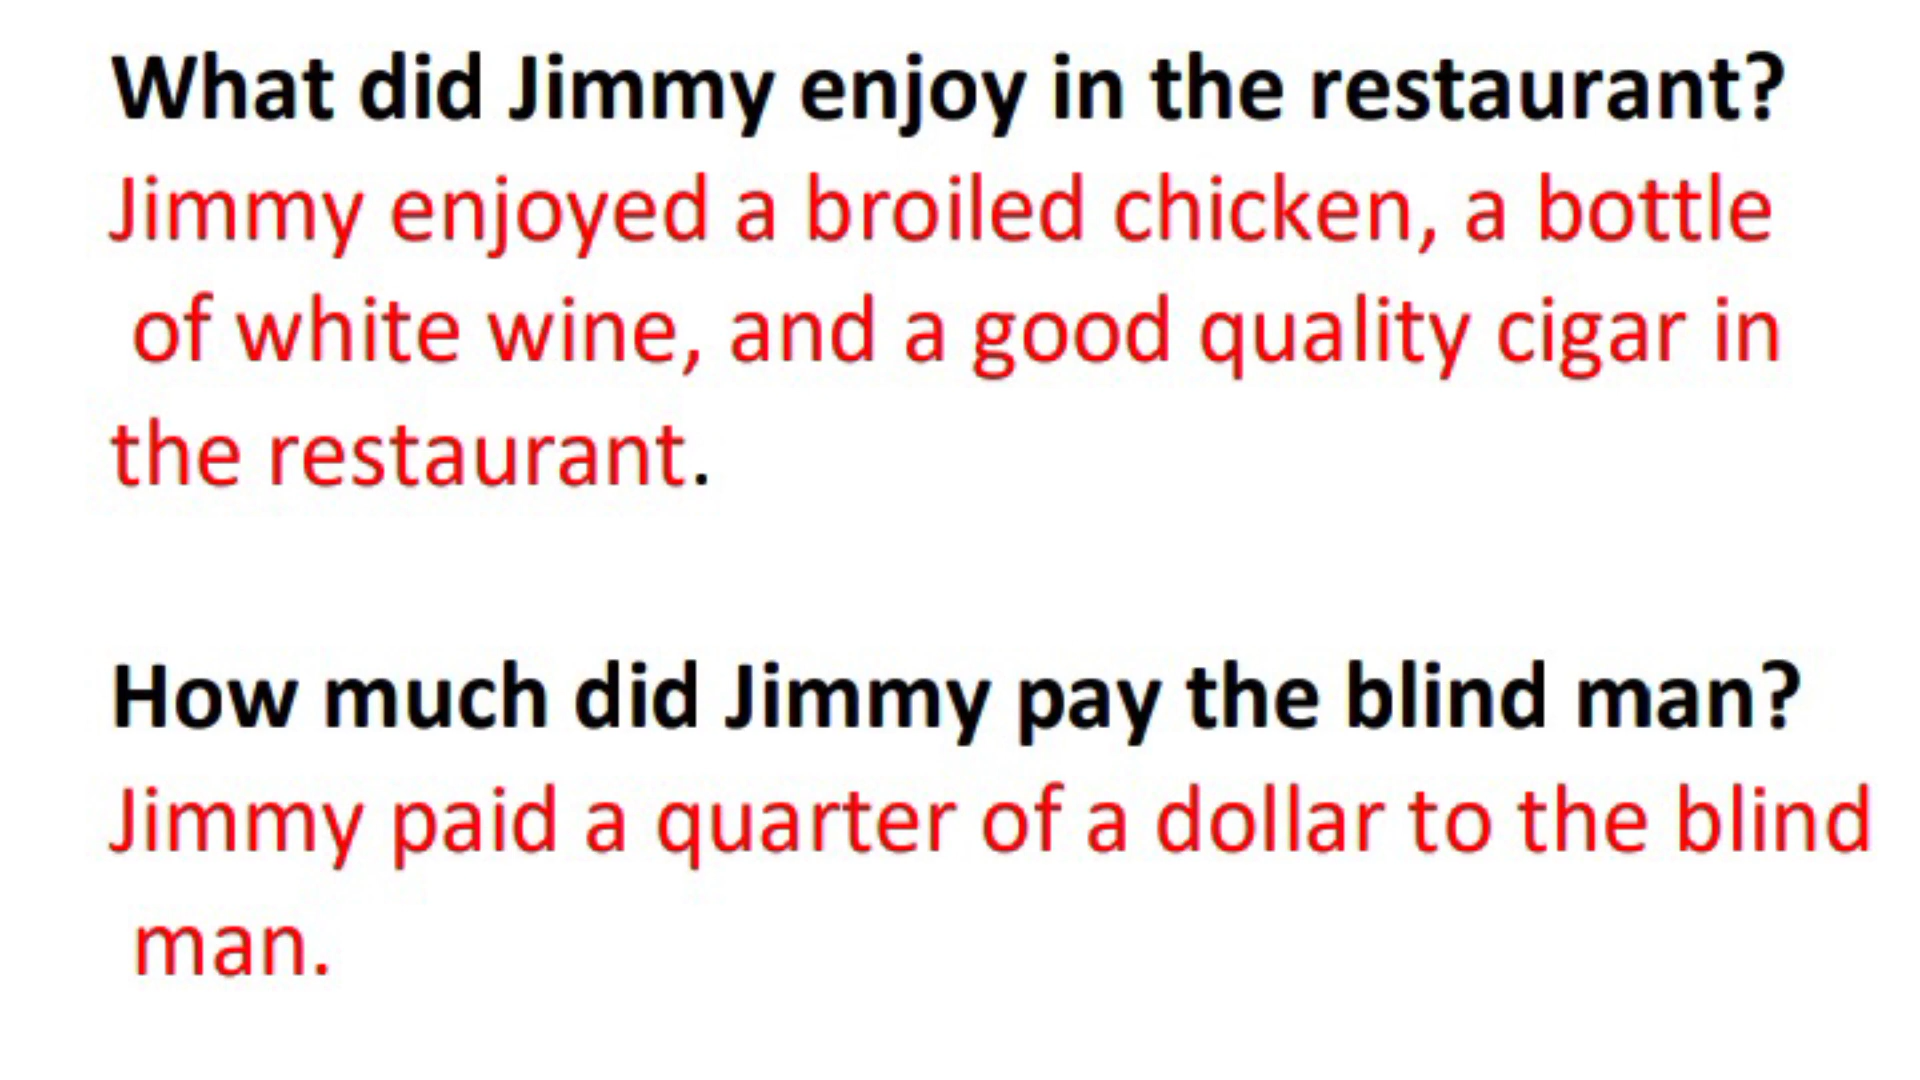 What did Jimmy enjoy in the restaurant?
Jimmy enjoyed a broiled chicken, a bottle
of white wine, and a good quality cigar in
the restaurant.
How much did Jimmy pay the blind man?
Jimmy paid a quarter of a dollar to the blind
man.